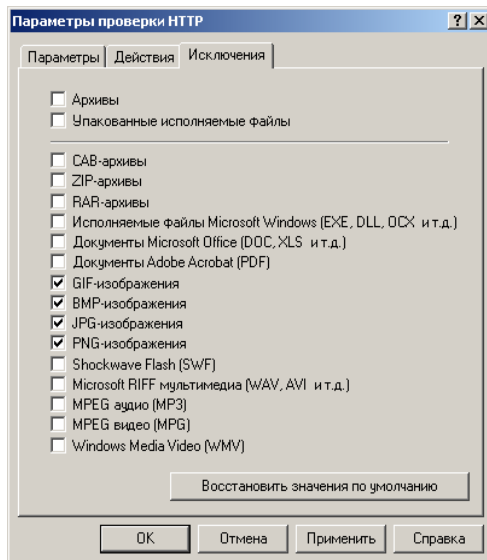 Параметры проверки HTTP
Параметры Действия Исключения
Архивы
Упакованные исполняемые файлы
CAB-архивы
ZIP-архивы
RAR-архивы
Исполняемые файлы Microsoft Windows (EXE, DLL, OCX и т.д.)
Документы Microsoft Office (DOC, XLS и т.д.)
Документы Adobe Acrobat (PDF)
GIF-изображения
BMP-изображения
JPG-изображения
PNG-изображения
Shockwave Flash (SWF)
Microsoft RIFF мультимедиа (WAV, AVI и т.д.)
MPEG аудио (MP3)
MPEG видео (MPG)
Windows Media Video (WMV)
Восстановить значения по умолчанию
OK Отмена Применить Справка